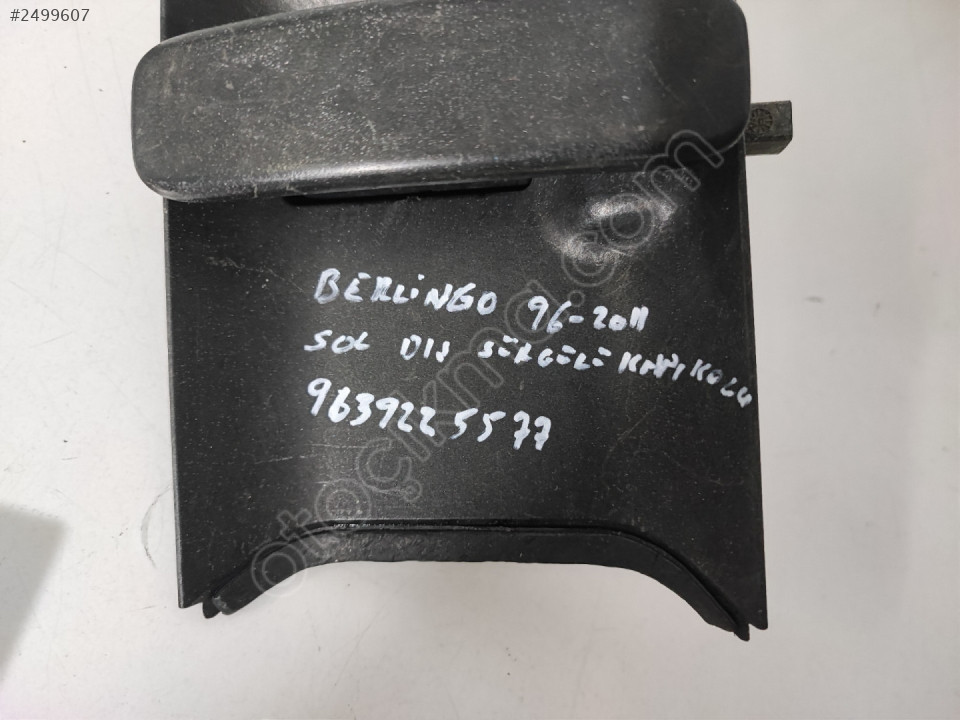 #2499607
BERLiNGO 96-2011
SOL DIŞ SÜRGÜLÜ KAPI KOLU
9639225577
otoçıkma.com